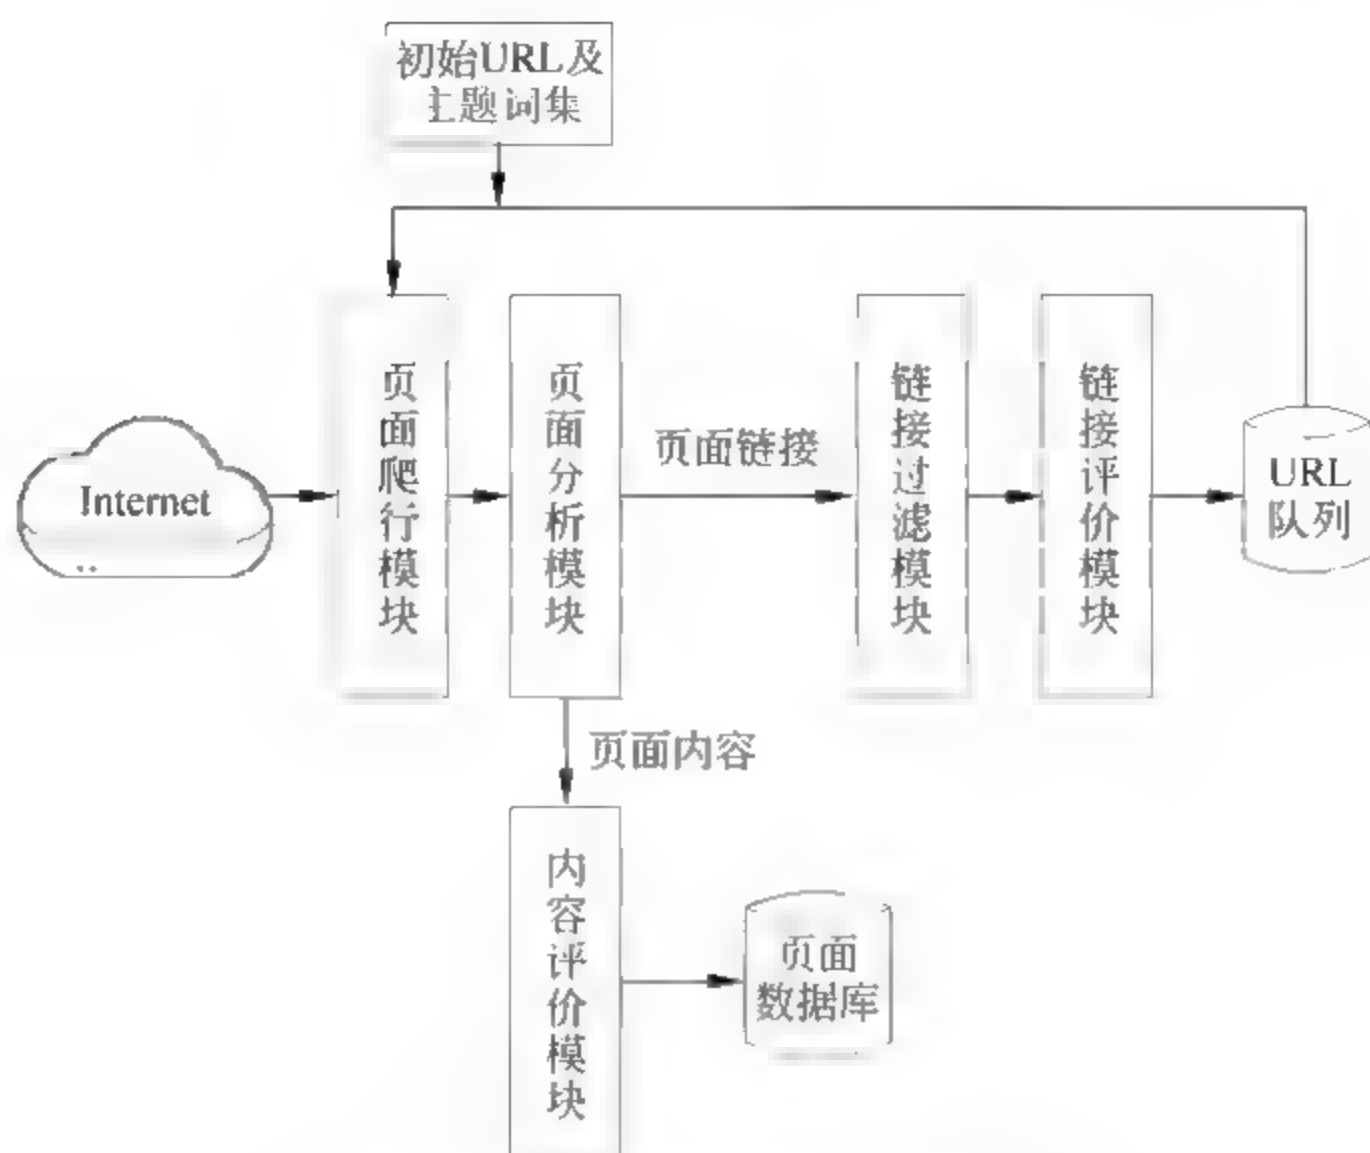 初始URL及
主题词集
页面爬行模块
页面分析模块
页面链接
链接过滤模块
链接评价模块
Internet
URL
队列
页面内容
内容评价模块
页面
数据库